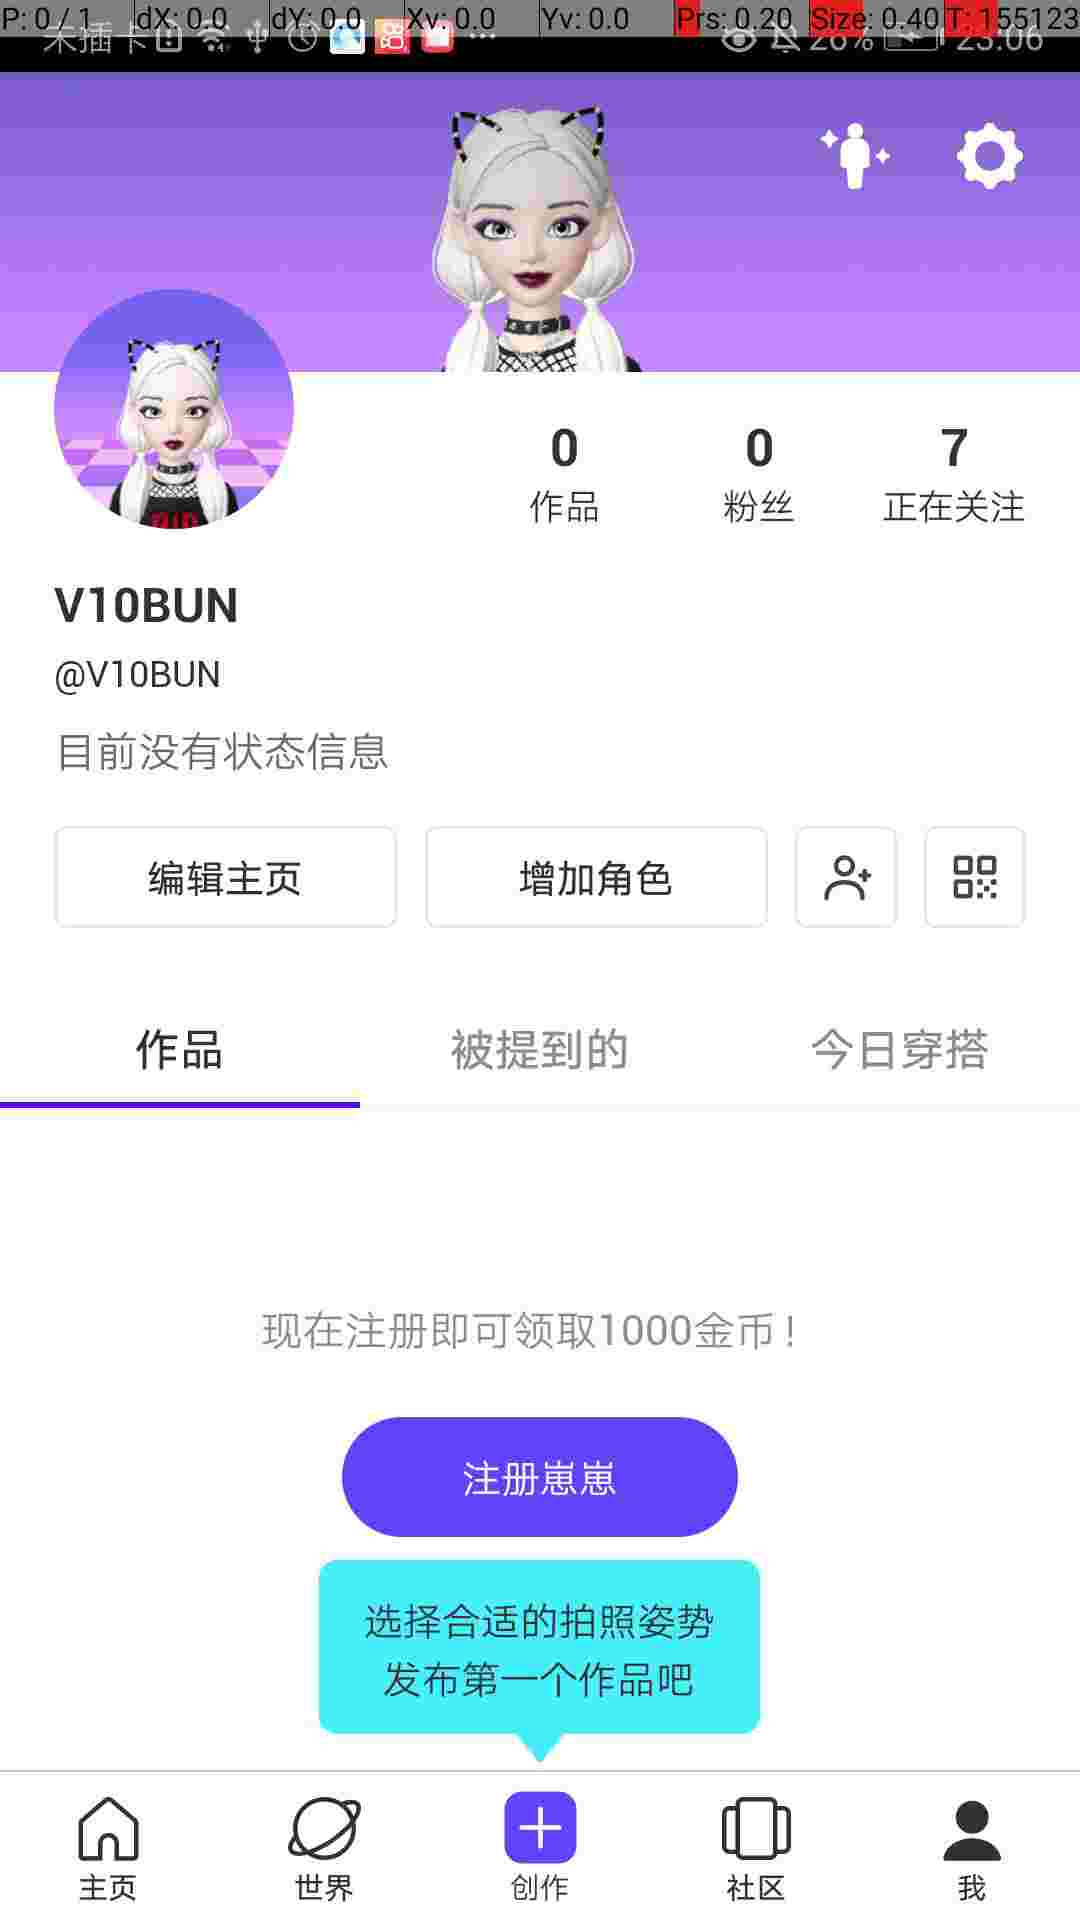 P: 0 / 1 dX: 0.0 dY: 0.0 Xv: 0.0 Yv: 0.0 Prs: 0.20 Size: 0.40 T: 155123
未插卡 26% 23:06
0 0 7
作品 粉丝 正在关注
V10BUN
@V10BUN
目前没有状态信息
编辑主页 增加角色
作品 被提到的 今日穿搭
现在注册即可领取1000金币！
注册崽崽
选择合适的拍照姿势
发布第一个作品吧
主页 世界 创作 社区 我